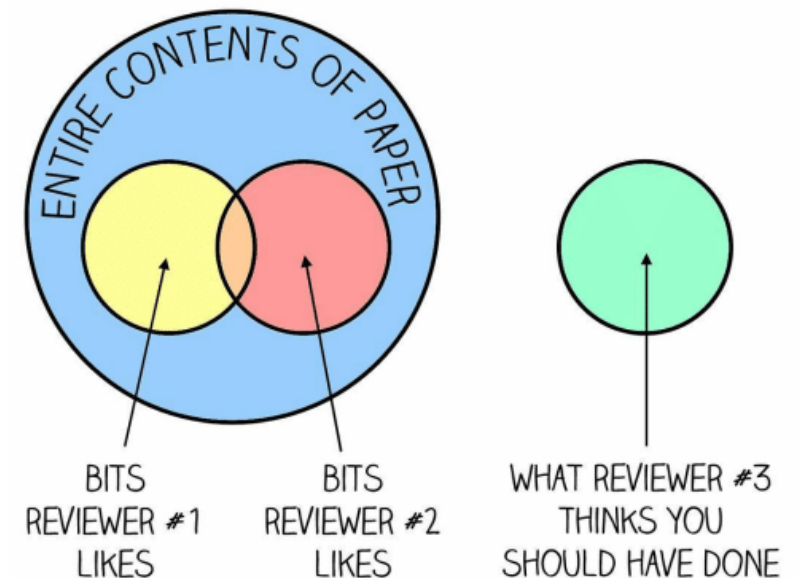 ENTIRE CONTENTS OF PAPER
BITS
REVIEWER #1
LIKES
BITS
REVIEWER #2
LIKES
WHAT REVIEWER #3
THINKS YOU
SHOULD HAVE DONE